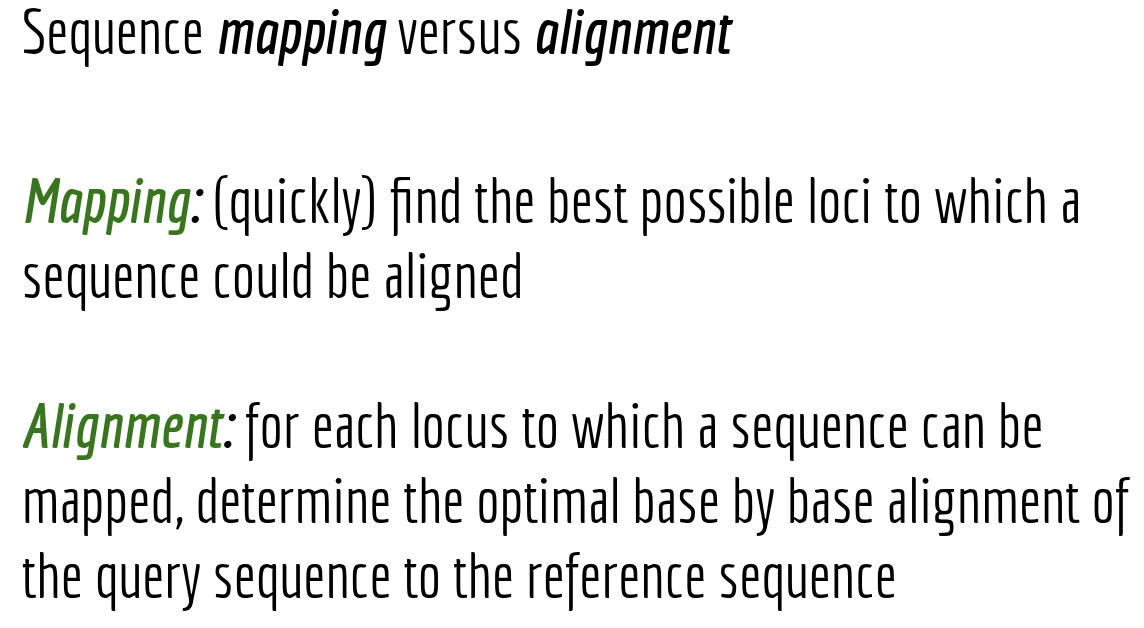 Sequence mapping versus alignment
Mapping: (quickly) find the best possible loci to which a
sequence could be aligned
Alignment: for each locus to which a sequence can be
mapped, determine the optimal base by base alignment of
the query sequence to the reference sequence